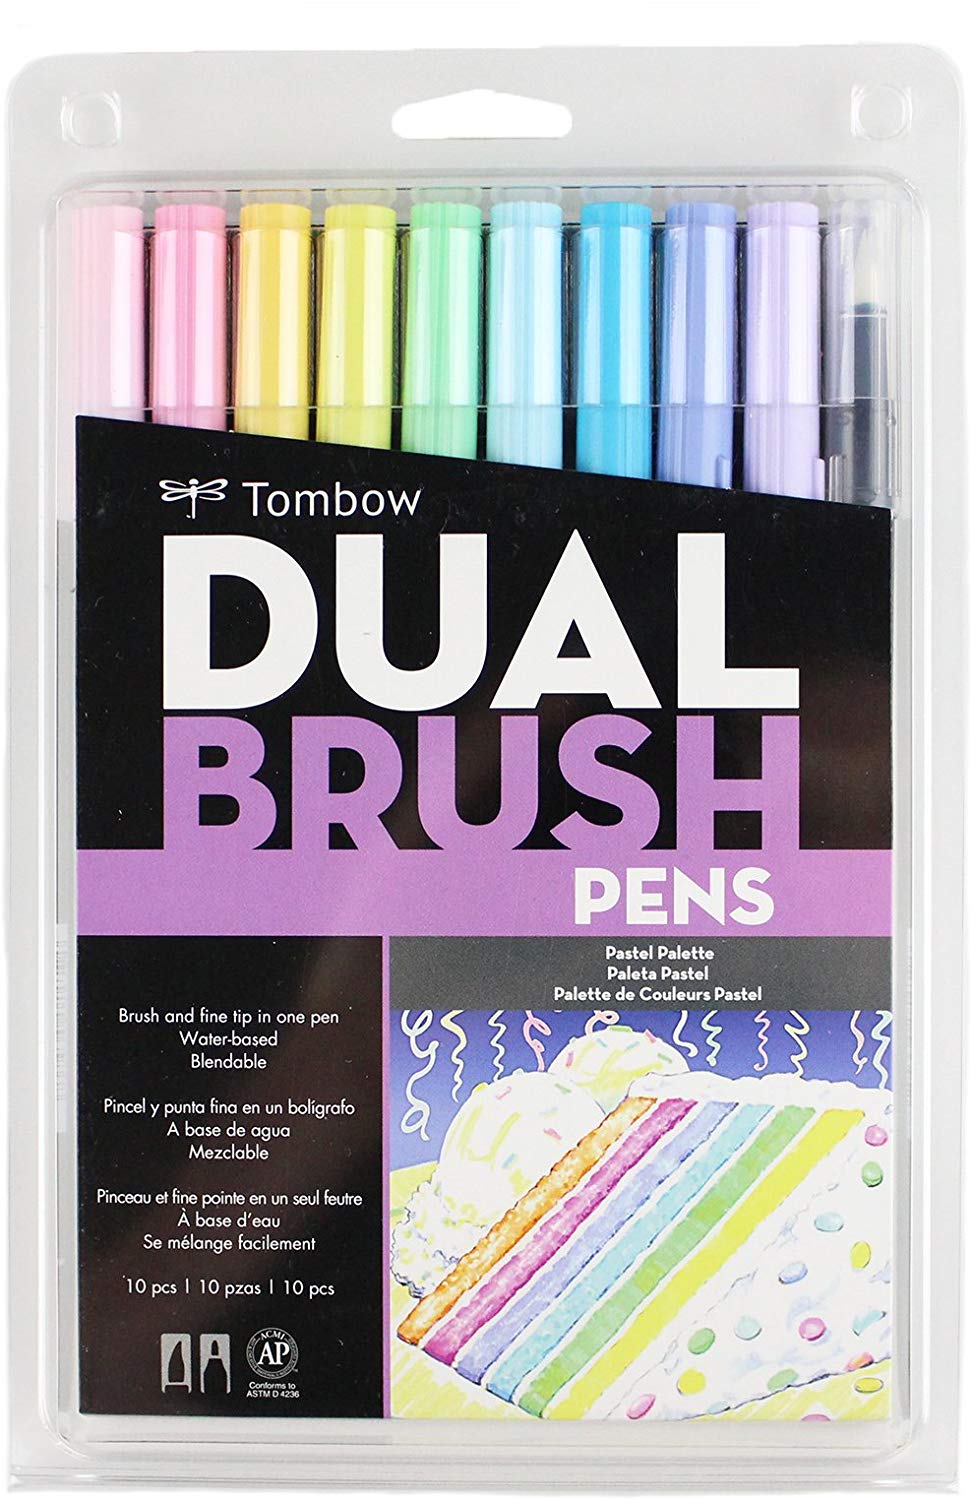 Tombow
DUAL
BRUSH
PENS
Pastel Palette
Paleta Pastel
Palette de Couleurs Pastel
Brush and fine tip in one pen
Water-based
Blendable
Pincel y punta fina en un bolígrafo
A base de agua
Mezclable
Pinceau et fine pointe en un seul feutre
À base d'eau
Se mélange facilement
10 pcs | 10 pzas | 10 pcs
ACMI
AP
Conforms to
ASTM D 4236